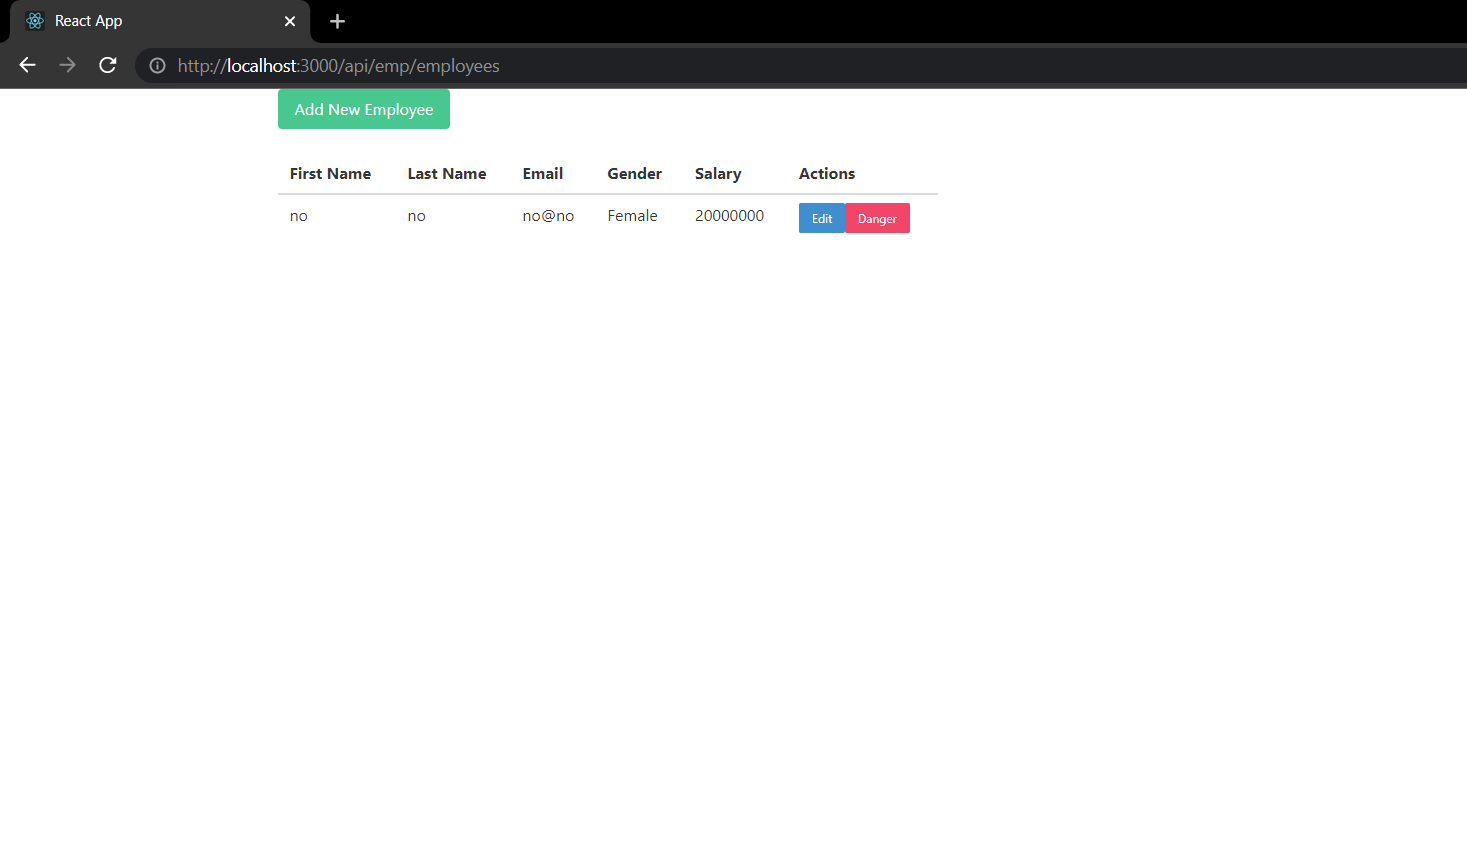 React App
http://localhost:3000/api/emp/employees
Add New Employee
First Name Last Name Email Gender Salary Actions
no no no@no Female 20000000 Edit Danger